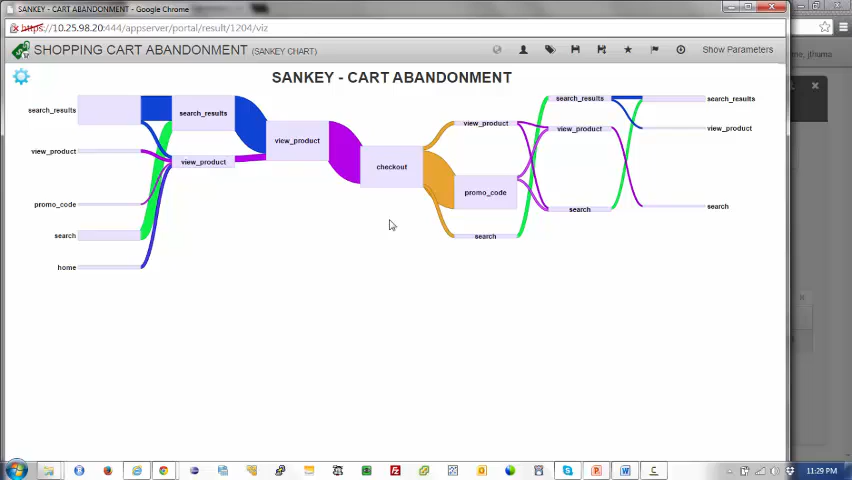 SANKEY - CART ABANDONMENT - Google Chrome
https://10.25.98.20:444/appserver/portal/result/1204/viz
SHOPPING CART ABANDONMENT (SANKEY CHART)
Show Parameters
SANKEY - CART ABANDONMENT
search_results
view_product
promo_code
search
home
search_results
view_product
view_product
checkout
view_product
promo_code
search
search_results
view_product
search
search_results
view_product
search
11:29 PM